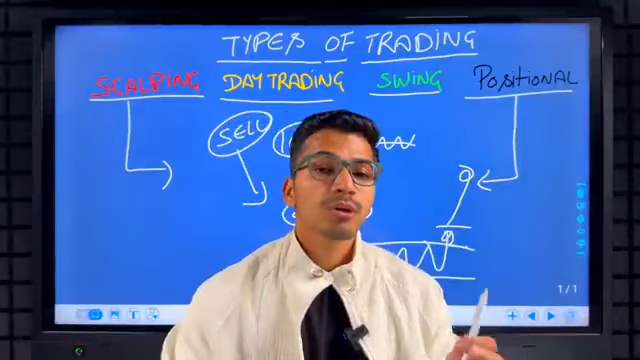 TYPES OF TRADING
SCALPING DAY TRADING SWING POSITIONAL
SELL
1/1